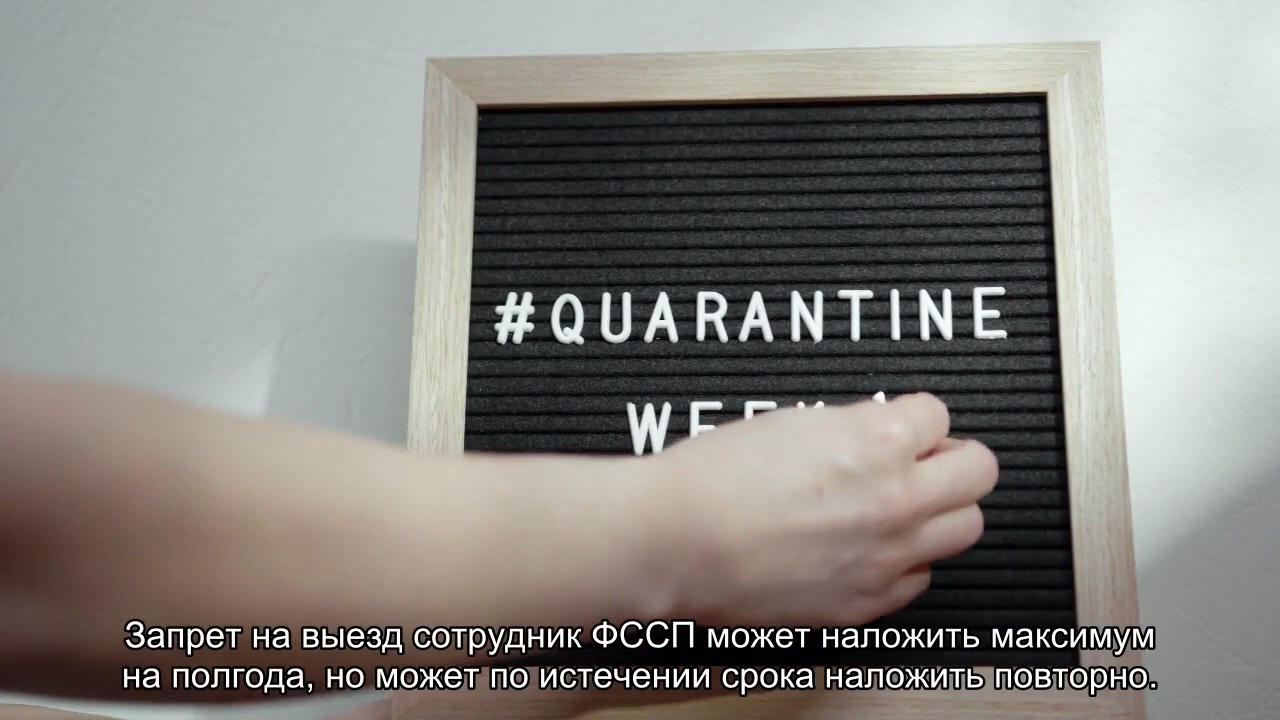 #QUARANTINE
Запрет на выезд сотрудник ФССП может наложить максимум
на полгода, но может по истечении срока наложить повторно.